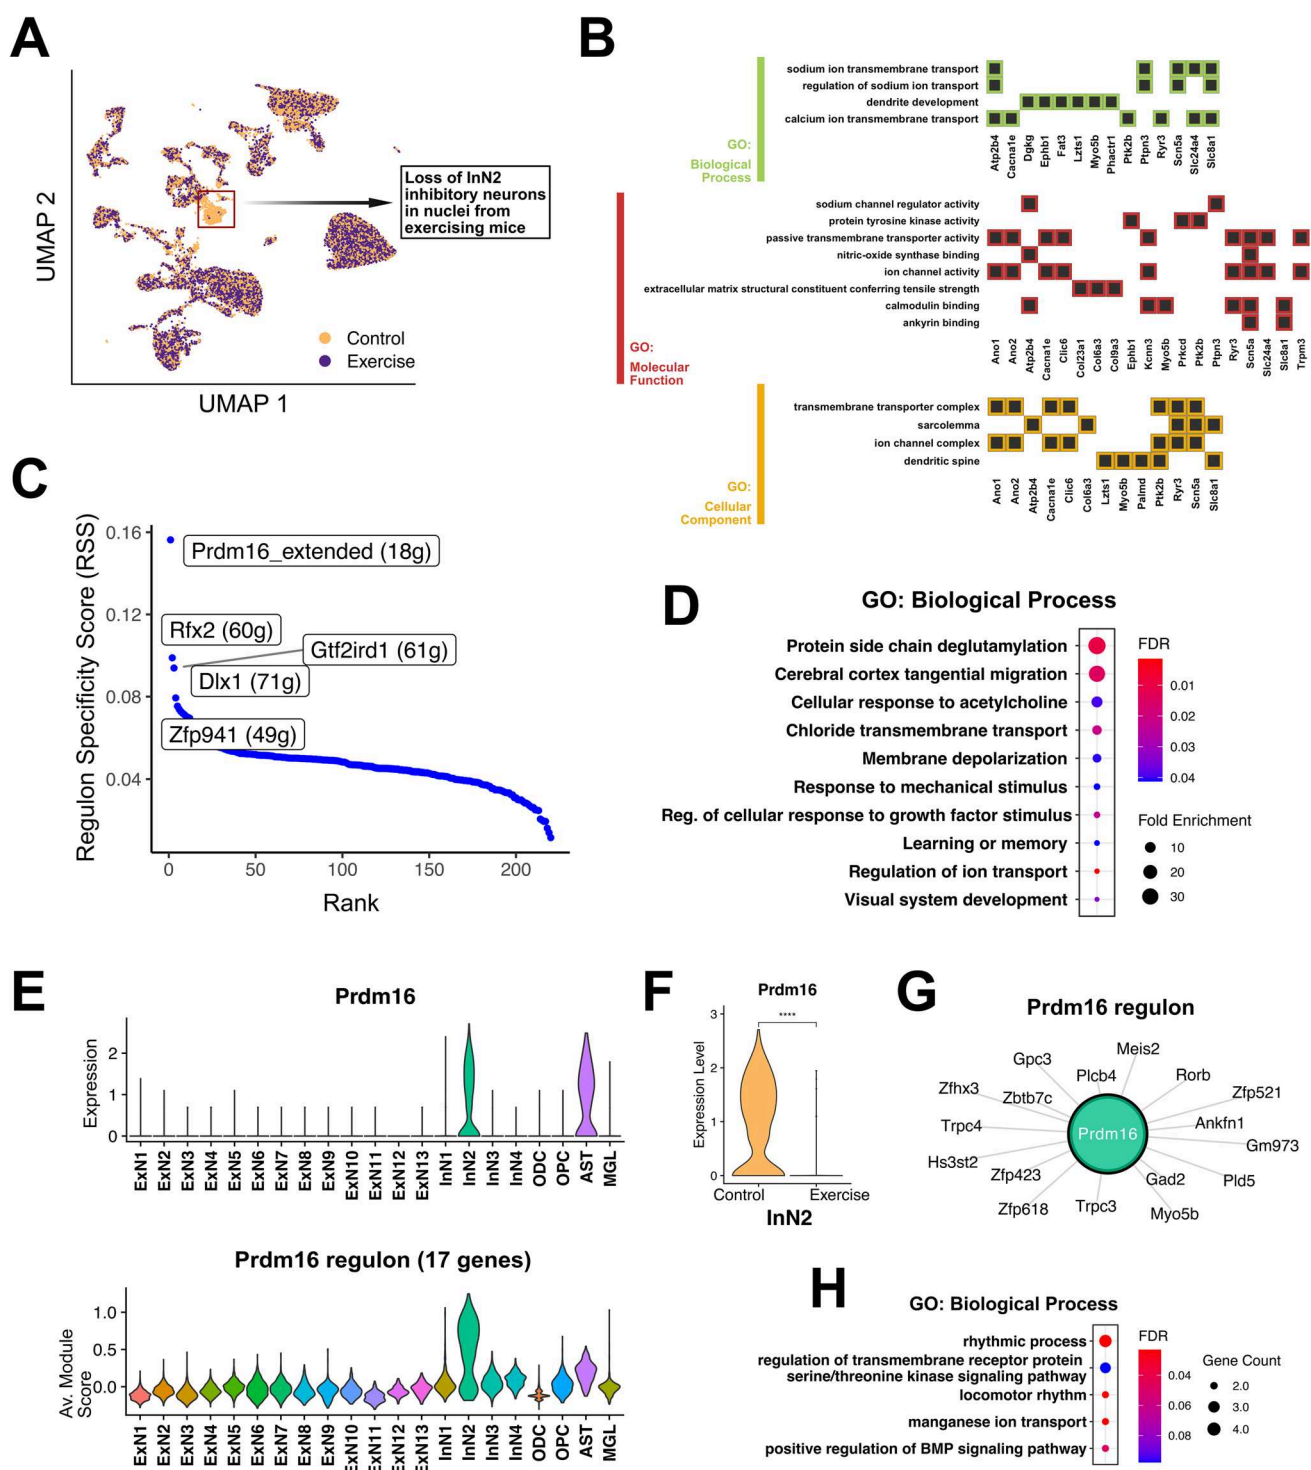 A
UMAP 2
UMAP 1
Loss of InN2
inhibitory neurons
in nuclei from
exercising mice
Control
Exercise
B
GO:
Biological
Process
sodium ion transmembrane transport
regulation of sodium ion transport
dendrite development
calcium ion transmembrane transport
Atp2b4
Cacna1e
Dgkg
Ephb1
Fat3
Lzts1
Myo5b
Phactr1
Ptk2b
Ptpn3
Ryr3
Scn5a
Slc24a4
Slc8a1
GO:
Molecular
Function
sodium channel regulator activity
protein tyrosine kinase activity
passive transmembrane transporter activity
nitric-oxide synthase binding
ion channel activity
extracellular matrix structural constituent conferring tensile strength
calmodulin binding
ankyrin binding
Ano1
Ano2
Atp2b4
Cacna1e
Clic6
Col23a1
Col6a3
Col9a3
Ephb1
Kcnn3
Myo5b
Prkcd
Ptk2b
Ptpn3
Ryr3
Scn5a
Slc24a4
Slc8a1
Trpm3
GO:
Cellular
Component
transmembrane transporter complex
sarcolemma
ion channel complex
dendritic spine
Ano1
Ano2
Atp2b4
Cacna1e
Clic6
Col6a3
Lzts1
Myo5b
Palmd
Ptk2b
Ryr3
Scn5a
Slc8a1
C
Regulon Specificity Score (RSS)
0.16
0.12
0.08
0.04
Prdm16_extended (18g)
Rfx2 (60g)
Gtf2ird1 (61g)
Dlx1 (71g)
Zfp941 (49g)
0 50 100 150 200
Rank
D
GO: Biological Process
Protein side chain deglutamylation
Cerebral cortex tangential migration
Cellular response to acetylcholine
Chloride transmembrane transport
Membrane depolarization
Response to mechanical stimulus
Reg. of cellular response to growth factor stimulus
Learning or memory
Regulation of ion transport
Visual system development
FDR
0.01
0.02
0.03
0.04
Fold Enrichment
10
20
30
E
Prdm16
Expression
2
1
0
ExN1 ExN2 ExN3 ExN4 ExN5 ExN6 ExN7 ExN8 ExN9 ExN10 ExN11 ExN12 ExN13 InN1 InN2 InN3 InN4 ODC OPC AST MGL
Prdm16 regulon (17 genes)
Av. Module
Score
1.0
0.5
0.0
ExN1 ExN2 ExN3 ExN4 ExN5 ExN6 ExN7 ExN8 ExN9 ExN10 ExN11 ExN12 ExN13 InN1 InN2 InN3 InN4 ODC OPC AST MGL
F
Prdm16
****
Expression Level
3
2
1
0
Control Exercise
InN2
G
Prdm16 regulon
Meis2
Gpc3
Plcb4
Rorb
Zfhx3
Zbtb7c
Zfp521
Trpc4
Prdm16
Ankfn1
Gm973
Hs3st2
Zfp423
Gad2
Pld5
Zfp618
Trpc3
Myo5b
H
GO: Biological Process
rhythmic process
regulation of transmembrane receptor protein
serine/threonine kinase signaling pathway
locomotor rhythm
manganese ion transport
positive regulation of BMP signaling pathway
FDR
0.04
0.06
0.08
Gene Count
2.0
3.0
4.0